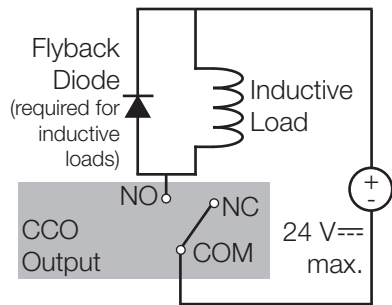 Flyback
Diode
(required for
inductive
loads)
Inductive
Load
NO
NC
CCO
Output
COM
+
-
24 V⎓
max.